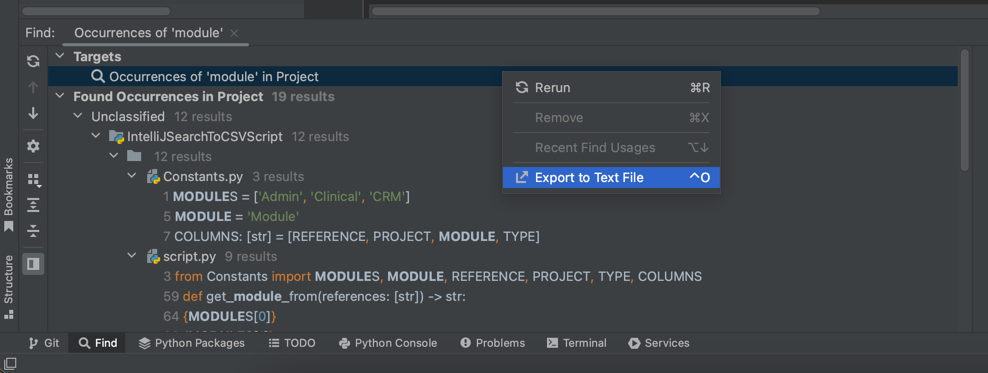 Find: Occurrences of 'module'
Targets
Occurrences of 'module' in Project
Rerun ⌘R
Found Occurrences in Project 19 results
Unclassified 12 results
Remove ⌘X
IntelliJSearchToCSVScript 12 results
Recent Find Usages ⌥↓
12 results
Constants.py 3 results
Export to Text File ^O
1 MODULES = ['Admin', 'Clinical', 'CRM']
5 MODULE = 'Module'
7 COLUMNS: [str] = [REFERENCE, PROJECT, MODULE, TYPE]
script.py 9 results
3 from Constants import MODULES, MODULE, REFERENCE, PROJECT, TYPE, COLUMNS
59 def get_module_from(references: [str]) -> str:
64 {MODULES[0]}
Bookmarks
Structure
Git Find Python Packages TODO Python Console Problems Terminal Services